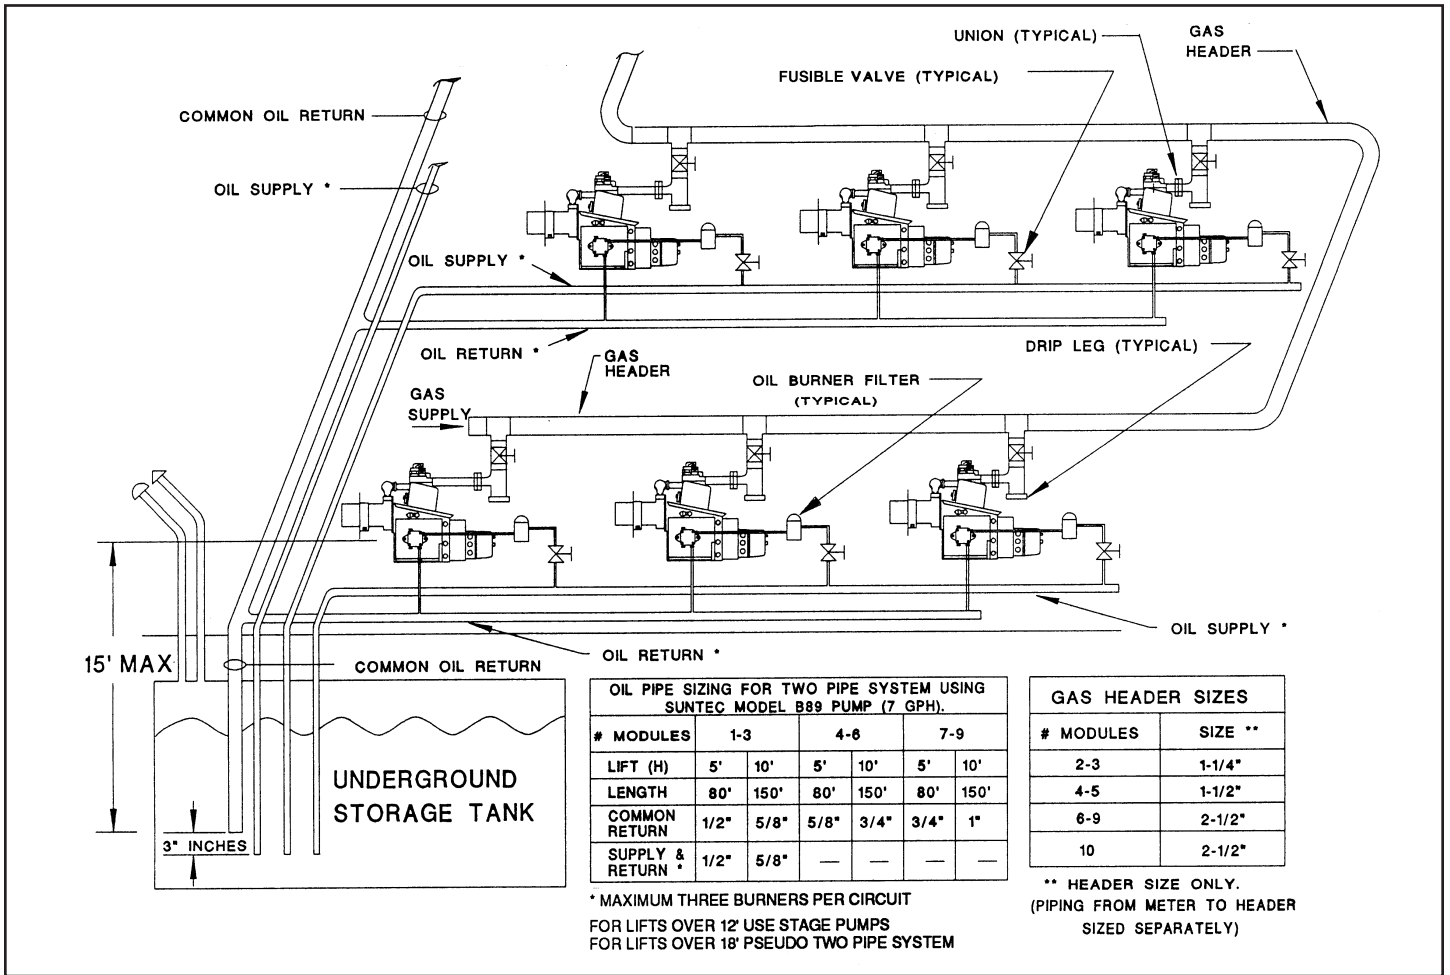 UNION (TYPICAL)
GAS
HEADER
FUSIBLE VALVE (TYPICAL)
COMMON OIL RETURN
OIL SUPPLY *
OIL SUPPLY *
OIL RETURN *
DRIP LEG (TYPICAL)
GAS
HEADER
OIL BURNER FILTER
(TYPICAL)
GAS
SUPPLY
OIL SUPPLY *
OIL RETURN *
15' MAX
COMMON OIL RETURN
UNDERGROUND
STORAGE TANK
3" INCHES
OIL PIPE SIZING FOR TWO PIPE SYSTEM USING
SUNTEC MODEL B89 PUMP (7 GPH).
# MODULES 1-3 4-6 7-9
LIFT (H) 5' 10' 5' 10' 5' 10'
LENGTH 80' 150' 80' 150' 80' 150'
COMMON
RETURN 1/2" 5/8" 5/8" 3/4" 3/4" 1"
SUPPLY &
RETURN * 1/2" 5/8" — — — —
* MAXIMUM THREE BURNERS PER CIRCUIT
FOR LIFTS OVER 12' USE STAGE PUMPS
FOR LIFTS OVER 18' PSEUDO TWO PIPE SYSTEM
GAS HEADER SIZES
# MODULES SIZE **
2-3 1-1/4"
4-5 1-1/2"
6-9 2-1/2"
10 2-1/2"
** HEADER SIZE ONLY.
(PIPING FROM METER TO HEADER
SIZED SEPARATELY)